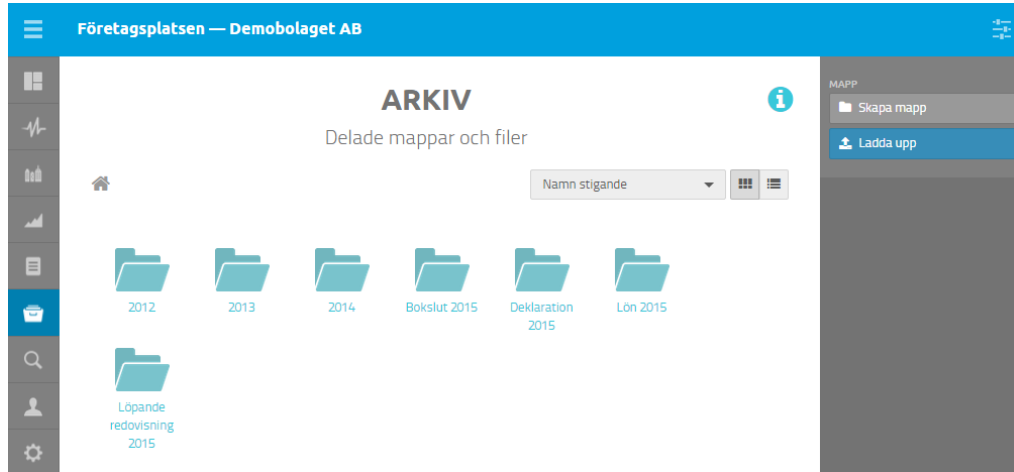 Företagsplatsen — Demobolaget AB
ARKIV
Delade mappar och filer
MAPP
Skapa mapp
Ladda upp
Namn stigande
2012
2013
2014
Bokslut 2015
Deklaration
2015
Lön 2015
Löpande
redovisning
2015